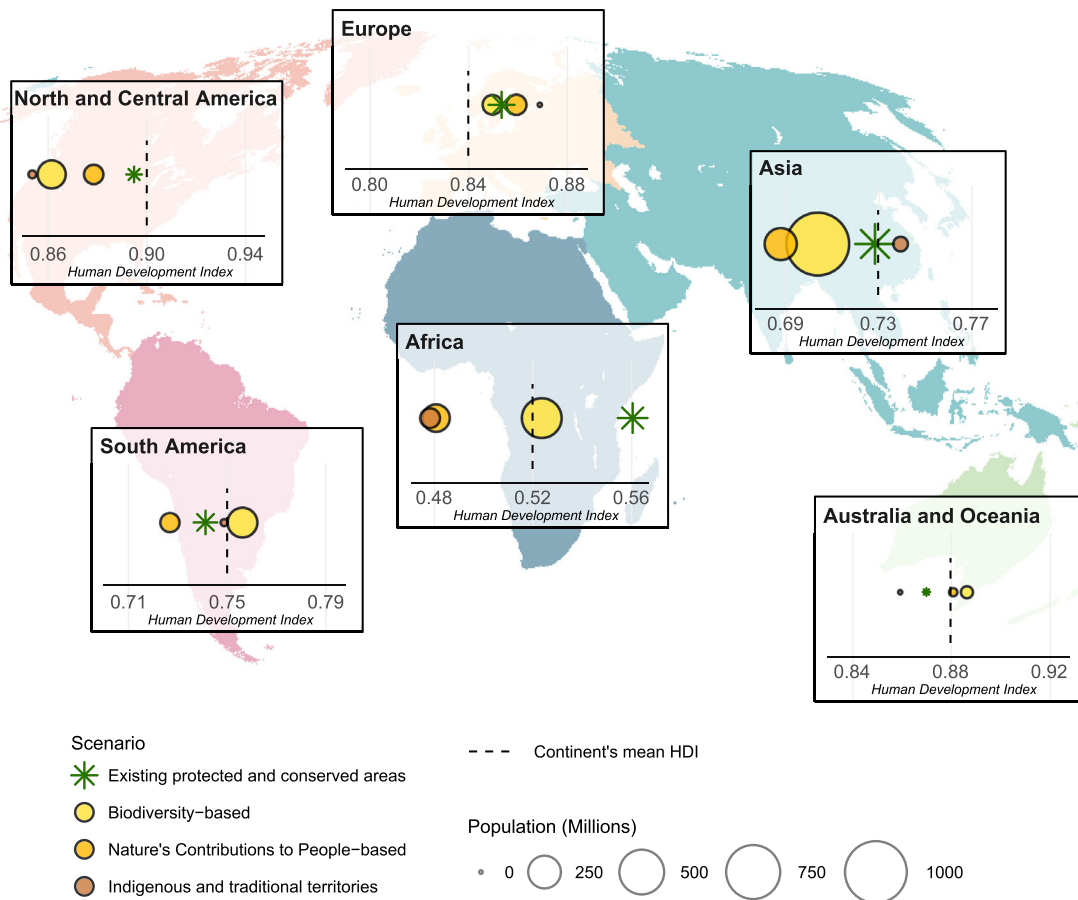 Europe
0.80 0.84 0.88
Human Development Index
North and Central America
0.86 0.90 0.94
Human Development Index
Asia
0.69 0.73 0.77
Human Development Index
Africa
0.48 0.52 0.56
Human Development Index
South America
0.71 0.75 0.79
Human Development Index
Australia and Oceania
0.84 0.88 0.92
Human Development Index
Scenario
Existing protected and conserved areas
Biodiversity−based
Nature's Contributions to People−based
Indigenous and traditional territories
Continent's mean HDI
Population (Millions)
0 250 500 750 1000